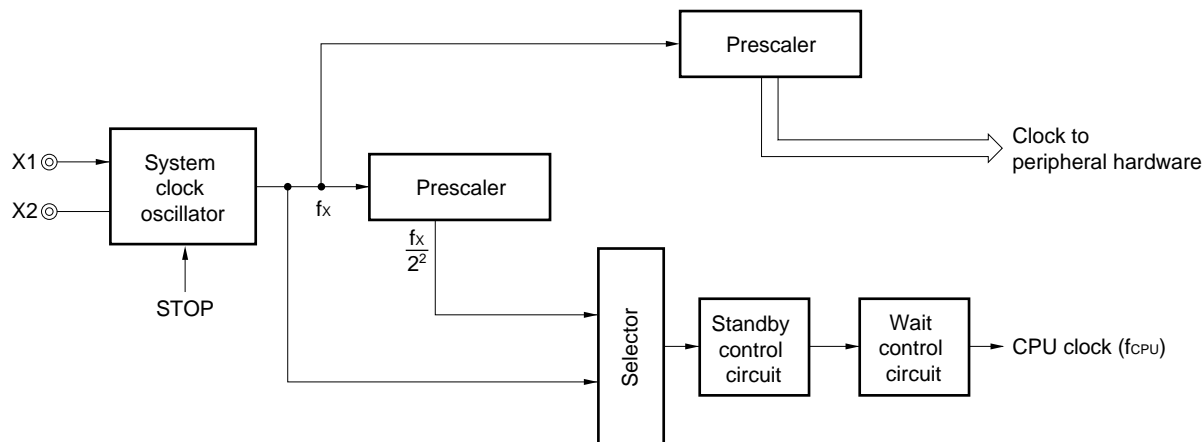 Prescaler
Clock to
peripheral hardware
X1
X2
System
clock
oscillator
Prescaler
fX
fX
2²
STOP
Selector
Standby
control
circuit
Wait
control
circuit
CPU clock (fCPU)